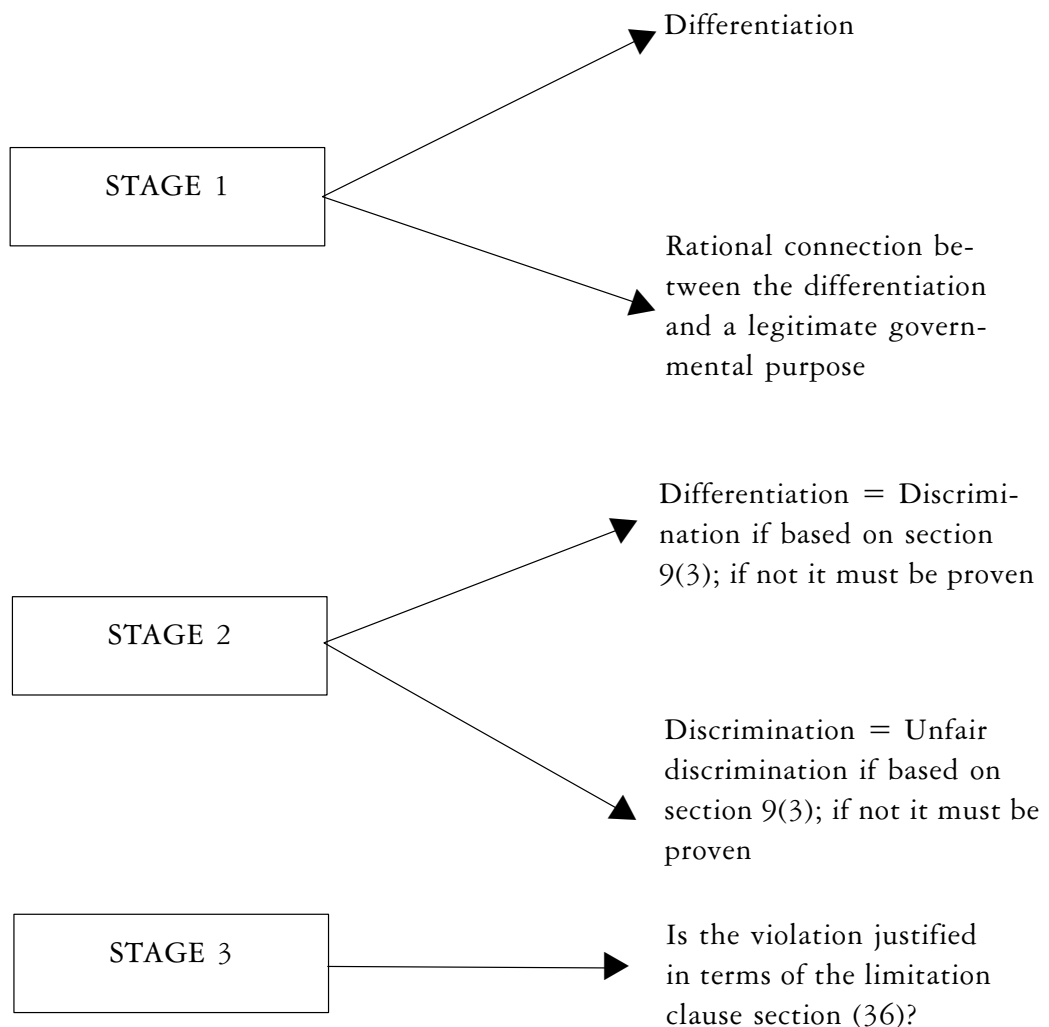 Differentiation
STAGE 1
Rational connection be-
tween the differentiation
and a legitimate govern-
mental purpose
Differentiation = Discrimi-
nation if based on section
9(3); if not it must be proven
STAGE 2
Discrimination = Unfair
discrimination if based on
section 9(3); if not it must be
proven
STAGE 3
Is the violation justified
in terms of the limitation
clause section (36)?